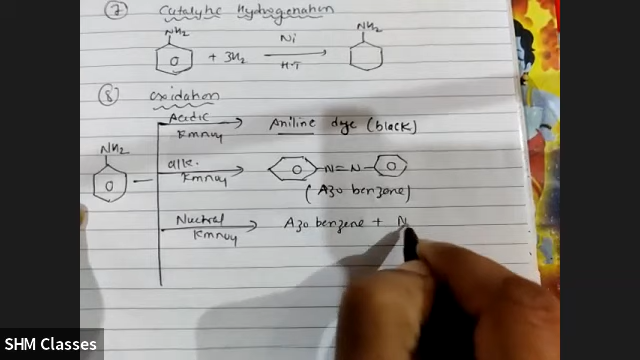 ⑦ Catalytic Hydrogenation
NH2 NH2
+ 3H2 Ni
H.T
⑧ oxidation
Acidic
Kmno4 Aniline dye (black)
NH2
alk.
Kmno4 N=N
(Azo benzene)
Nuctral
Kmno4 Azo benzene + N
SHM Classes